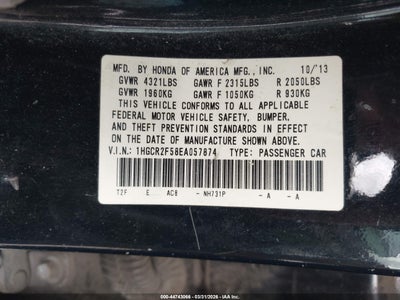 MFD. BY HONDA OF AMERICA MFG., INC. 10/13
GVWR 4321LBS GAWR F 2315LBS R 2050LBS
GVWR 1960KG GAWR F 1050KG R 930KG
THIS VEHICLE CONFORMS TO ALL APPLICABLE
FEDERAL MOTOR VEHICLE SAFETY, BUMPER,
AND THEFT PREVENTION STANDARDS IN EFFECT
ON THE DATE OF MANUFACTURE SHOWN ABOVE.
V.I.N.: 1HGCR2F58EA057874 TYPE: PASSENGER CAR
T2F E AC8 - NH731P -A -A
000-44743066 (03/31/2026 - IAA Inc.